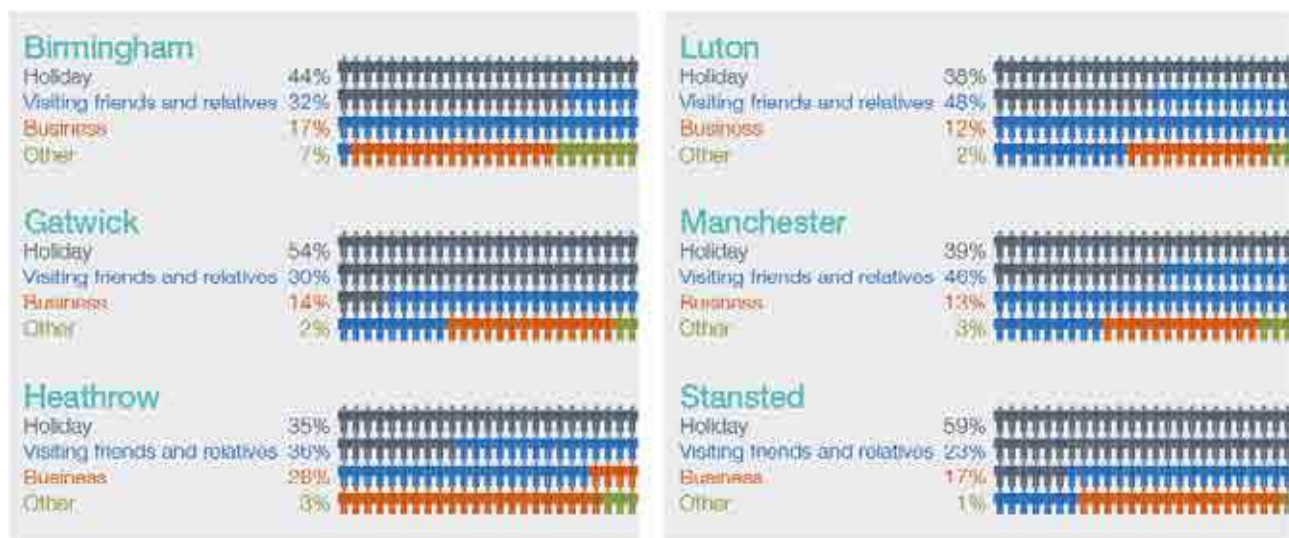 Birmingham
Holiday 44%
Visiting friends and relatives 32%
Business 17%
Other 7%
Gatwick
Holiday 54%
Visiting friends and relatives 30%
Business 14%
Other 2%
Heathrow
Holiday 35%
Visiting friends and relatives 36%
Business 26%
Other 3%
Luton
Holiday 38%
Visiting friends and relatives 48%
Business 12%
Other 2%
Manchester
Holiday 39%
Visiting friends and relatives 46%
Business 13%
Other 3%
Stansted
Holiday 59%
Visiting friends and relatives 23%
Business 17%
Other 1%